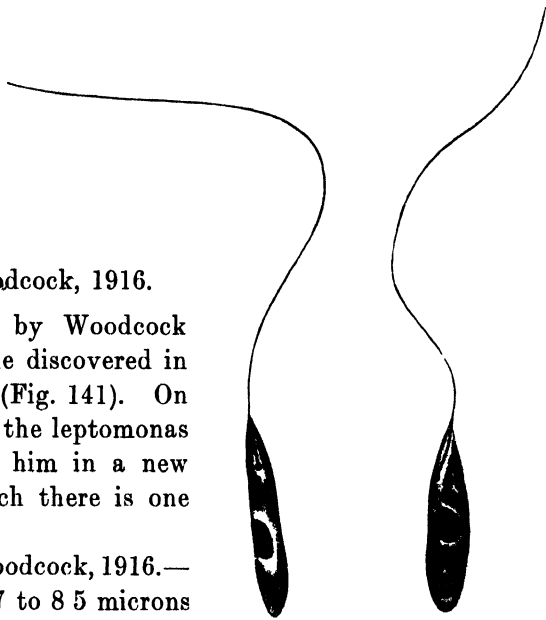 dcock, 1916.
by Woodcock
e discovered in
(Fig. 141). On
the leptomonas
him in a new
ch there is one
oodcock, 1916.—
7 to 8 5 microns